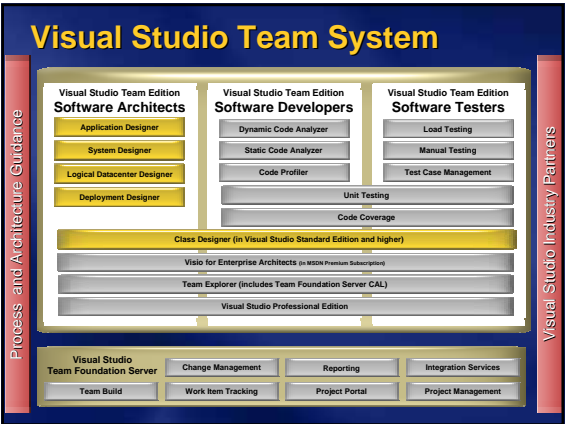 Visual Studio Team System
Process and Architecture Guidance
Visual Studio Team Edition
Software Architects
Application Designer
System Designer
Logical Datacenter Designer
Deployment Designer
Visual Studio Team Edition
Software Developers
Dynamic Code Analyzer
Static Code Analyzer
Code Profiler
Visual Studio Team Edition
Software Testers
Load Testing
Manual Testing
Test Case Management
Unit Testing
Code Coverage
Class Designer (in Visual Studio Standard Edition and higher)
Visio for Enterprise Architects (in MSDN Premium Subscription)
Team Explorer (includes Team Foundation Server CAL)
Visual Studio Professional Edition
Visual Studio
Team Foundation Server
Change Management
Reporting
Integration Services
Team Build
Work Item Tracking
Project Portal
Project Management
Visual Studio Industry Partners